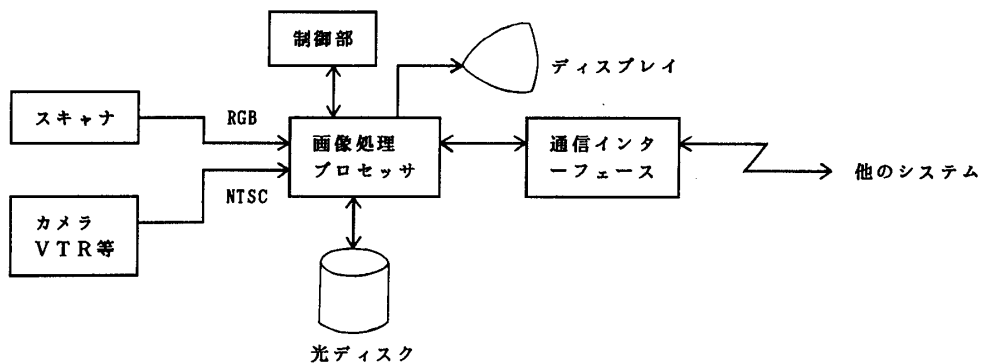 制御部
ディスプレイ
スキャナ
RGB
画像処理
プロセッサ
通信インタ
ーフェース
他のシステム
NTSC
カメラ
VTR等
光ディスク